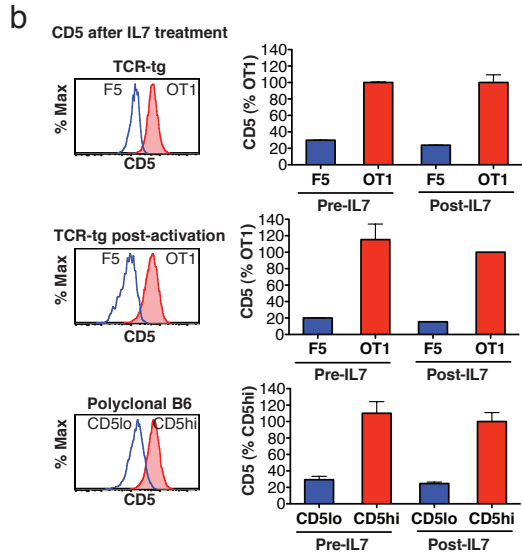 b
CD5 after IL7 treatment
TCR-tg
F5 OT1
% Max
CD5
CD5 (% OT1)
120
100
80
60
40
20
F5 OT1 F5 OT1
Pre-IL7 Post-IL7
TCR-tg post-activation
F5 OT1
% Max
CD5
CD5 (% OT1)
140
120
100
80
60
40
20
0
F5 OT1 F5 OT1
Pre-IL7 Post-IL7
Polyclonal B6
CD5lo CD5hi
% Max
CD5
CD5 (% CD5hi)
120
100
80
60
40
20
0
CD5lo CD5hi CD5lo CD5hi
Pre-IL7 Post-IL7